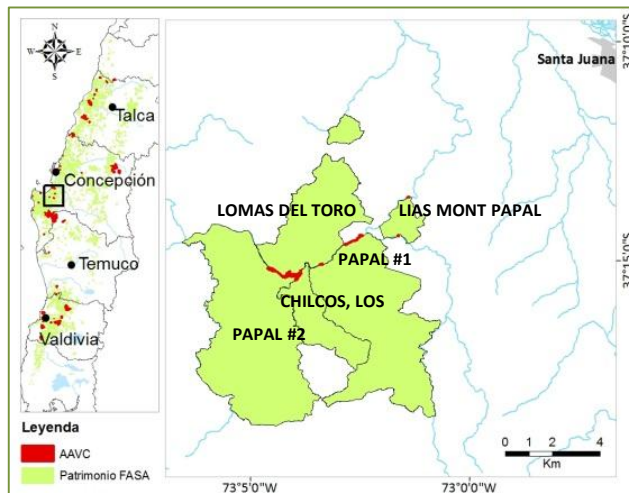 N
W
E
S
Talca
Concepción
Temuco
Valdivia
Leyenda
AAVC
Patrimonio FASA
Santa Juana
LOMAS DEL TORO
LIAS MONT PAPAL
PAPAL #1
CHILCOS, LOS
PAPAL #2
0 1 2 4
Km
37°10'0"S
37°15'0"S
73°5'0"W
73°0'0"W